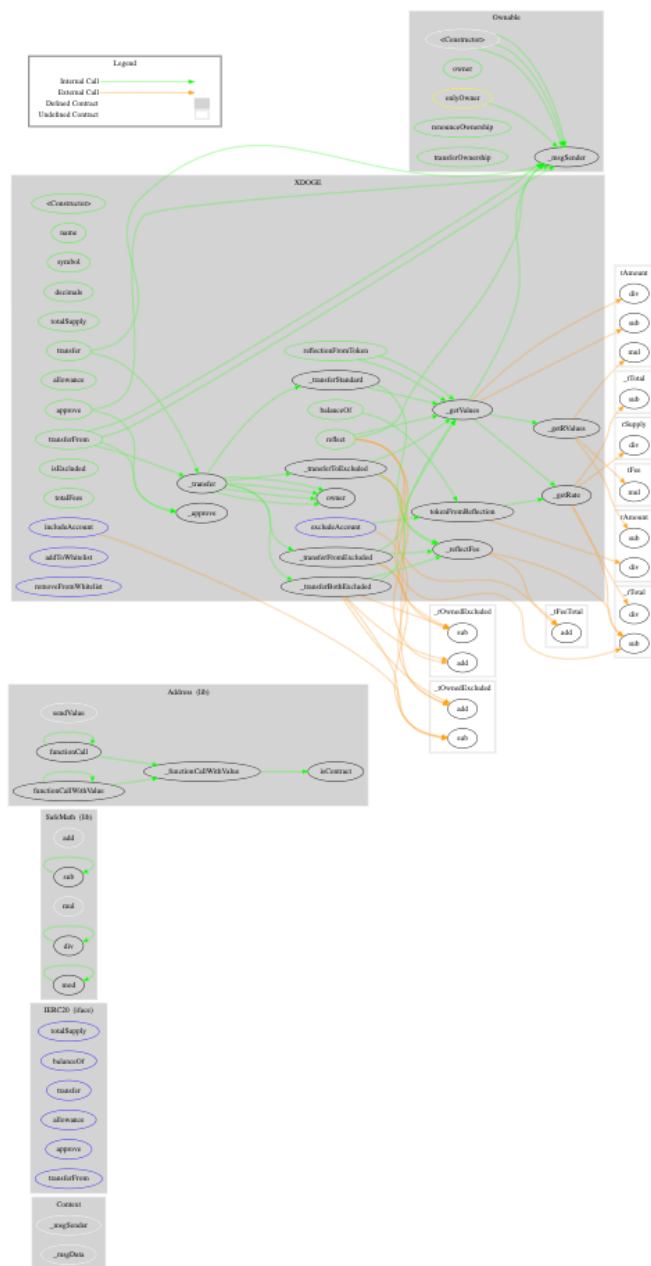 Ownable
<Constructor>
owner
onlyOwner
renounceOwnership
transferOwnership
_msgSender
Legend
Internal Call
External Call
Defined Contract
Undefined Contract
XDOGE
<Constructor>
name
symbol
decimals
totalSupply
transfer
allowance
approve
transferFrom
isExcluded
totalFees
includeAccount
addToWhitelist
removeFromWhitelist
_transfer
_approve
reflectionFromToken
_transferStandard
balanceOf
reflect
_transferToExcluded
owner
excludeAccount
_transferFromExcluded
_transferBothExcluded
_getValues
tokenFromReflection
_reflectFee
_getRValues
_getRate
tAmount
div
sub
mul
_tTotal
sub
rSupply
div
tFee
mul
rAmount
sub
div
_rTotal
div
sub
_rOwnedExcluded
sub
add
_tFeeTotal
add
_tOwnedExcluded
add
sub
Address (lib)
sendValue
functionCall
functionCallWithValue
_functionCallWithValue
isContract
SafeMath (lib)
add
sub
mul
div
mod
IERC20 (iface)
totalSupply
balanceOf
transfer
allowance
approve
transferFrom
Context
_msgSender
_msgData